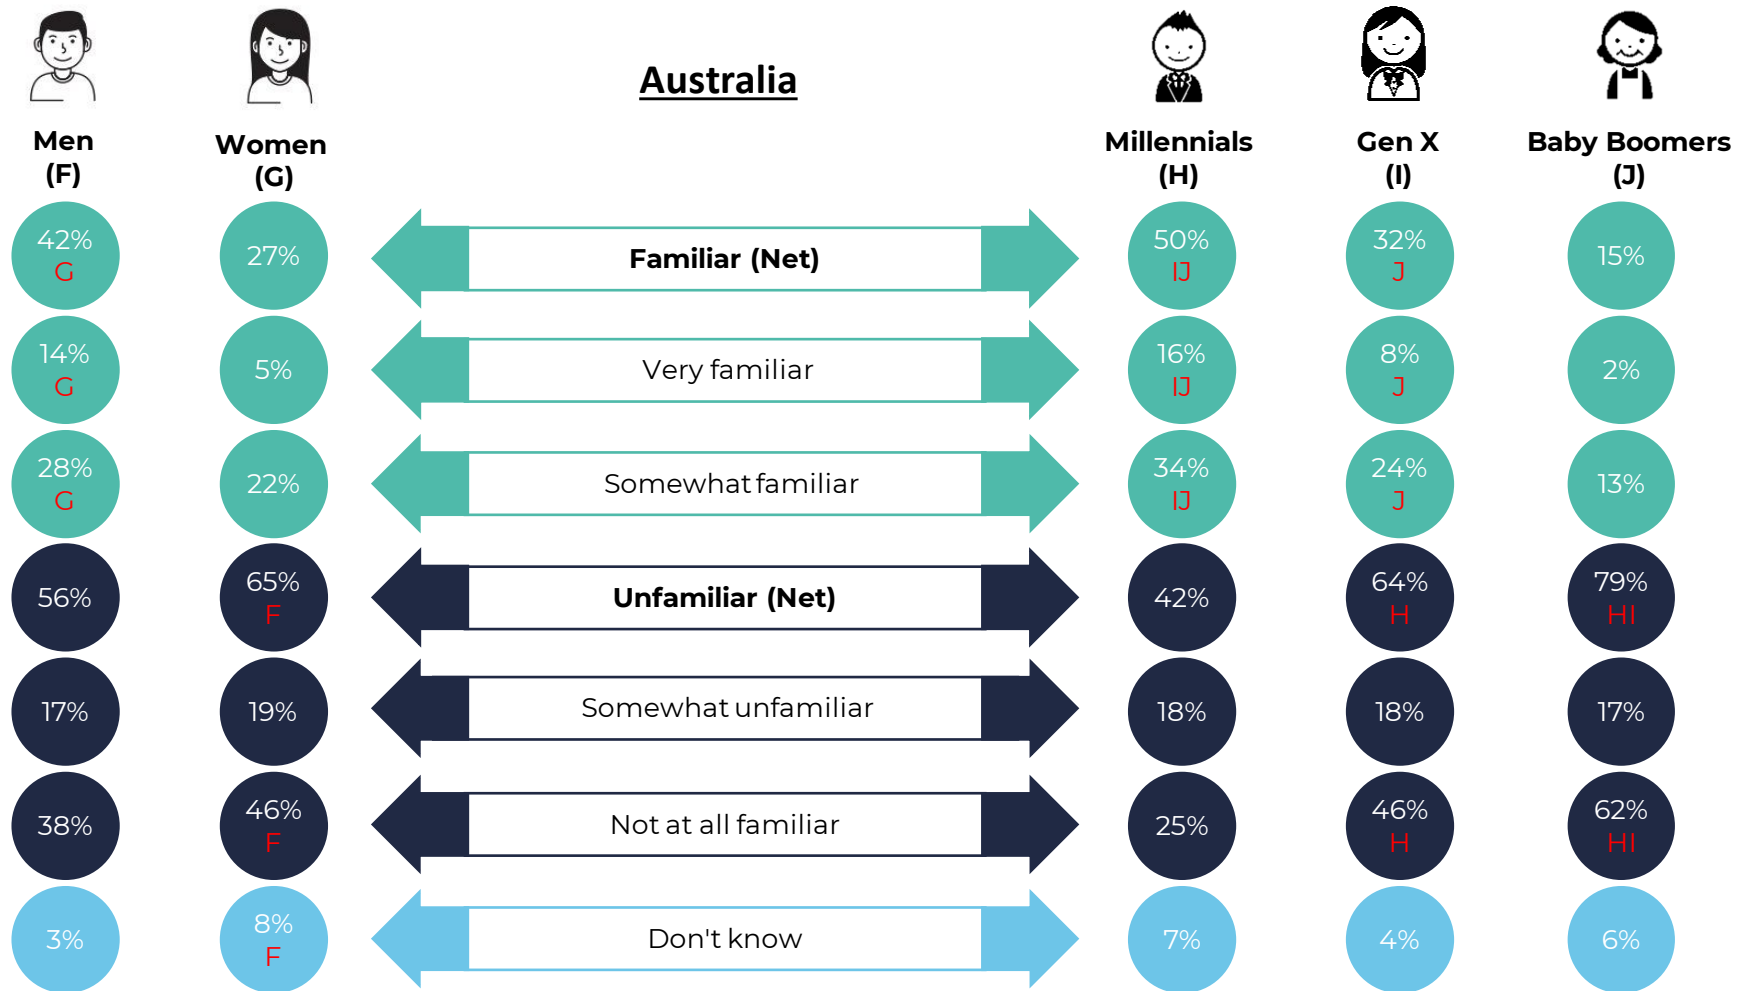 Australia
Men
(F)
Women
(G)
Millennials
(H)
Gen X
(I)
Baby Boomers
(J)
42%
G
27%
Familiar (Net)
50%
IJ
32%
J
15%
14%
G
5%
Very familiar
16%
IJ
8%
J
2%
28%
G
22%
Somewhat familiar
34%
IJ
24%
J
13%
56%
65%
F
Unfamiliar (Net)
42%
64%
H
79%
HI
17%
19%
Somewhat unfamiliar
18%
18%
17%
38%
46%
F
Not at all familiar
25%
46%
H
62%
HI
3%
8%
F
Don't know
7%
4%
6%